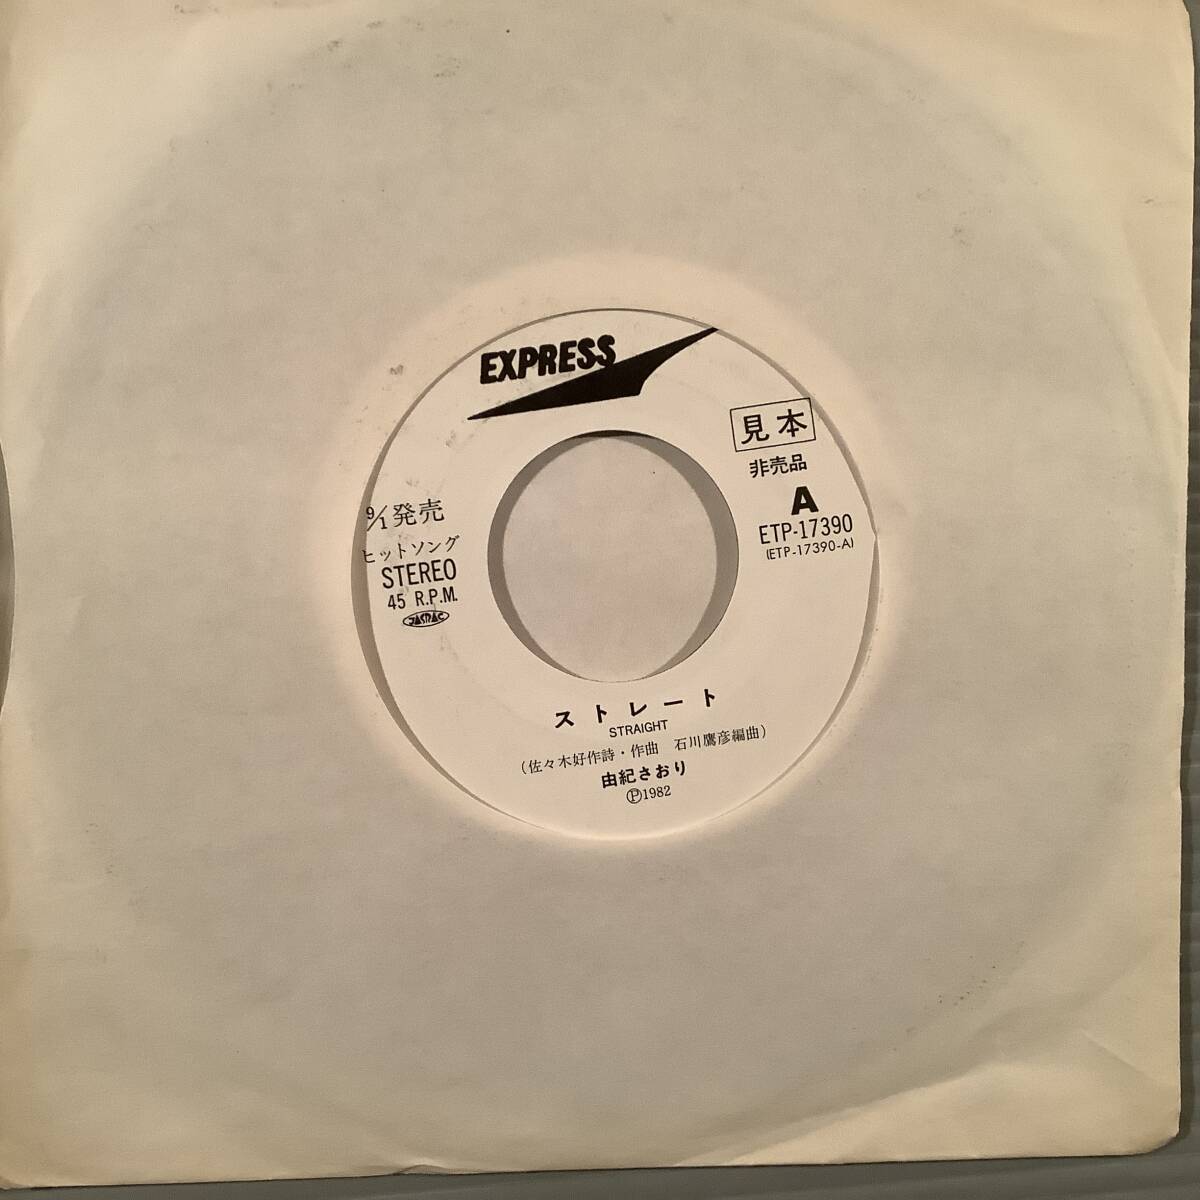 EXPRESS
見本
非売品
A
ETP-17390
(ETP-17390-A)
9/1発売
ヒットソング
STEREO
45 R.P.M.
JASRAC
ストレート
STRAIGHT
(佐々木好作詩・作曲 石川鷹彦編曲)
由紀さおり
Ⓟ1982